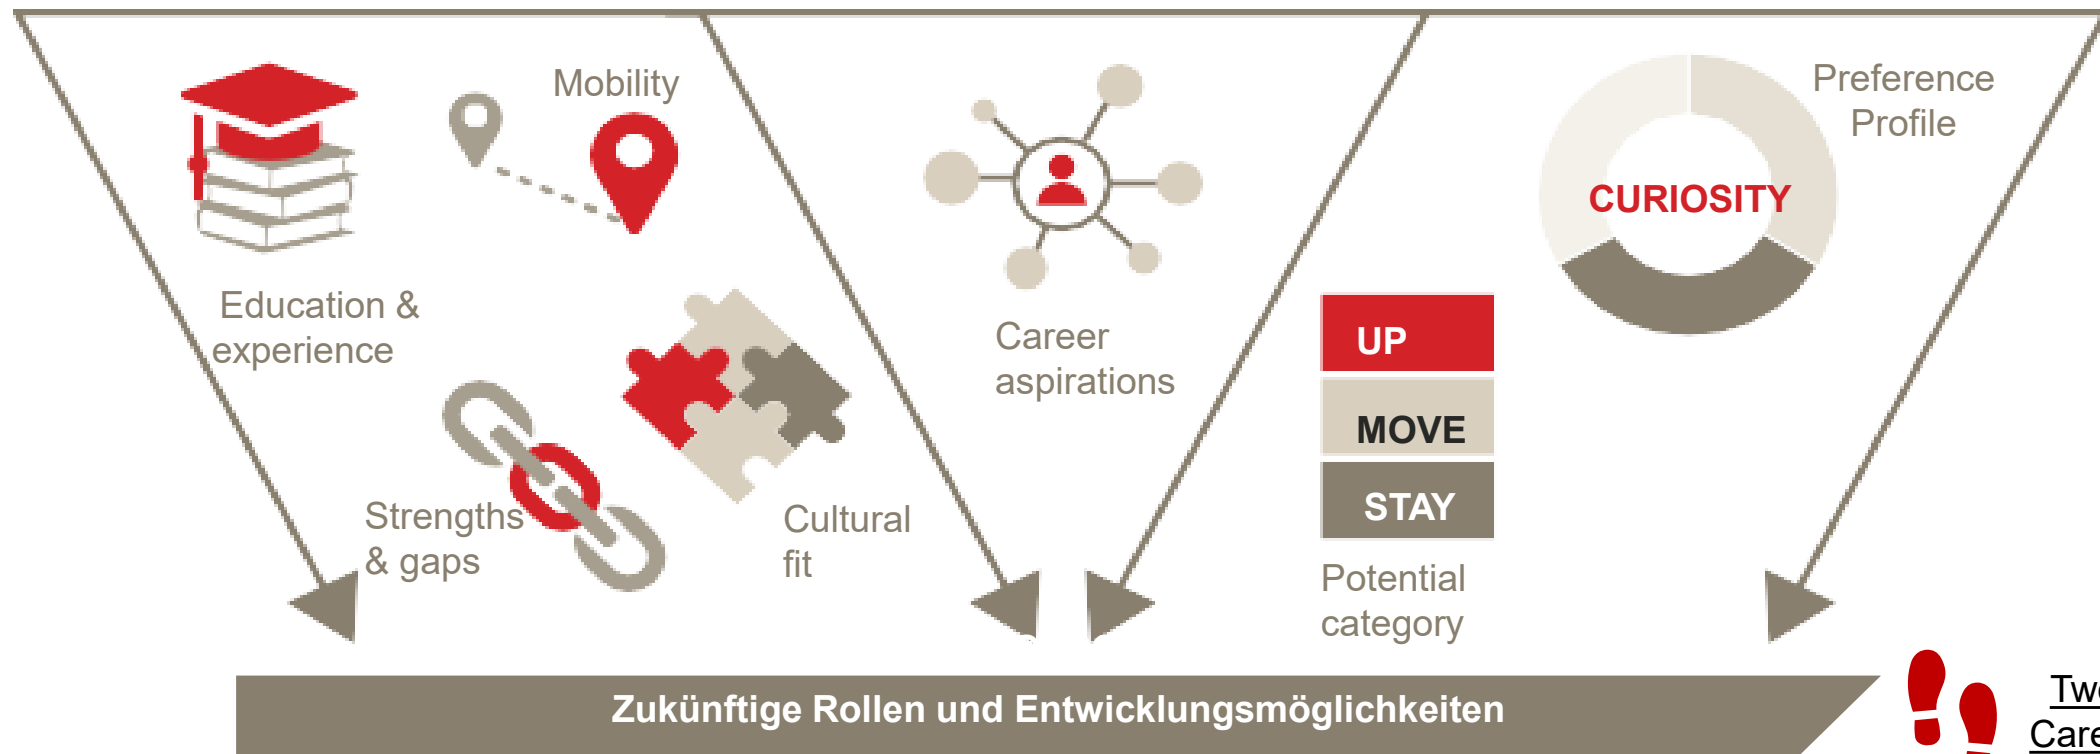 Mobility
Education &
experience
Strengths
& gaps
Cultural
fit
Career
aspirations
UP
MOVE
STAY
Potential
category
CURIOSITY
Preference
Profile
Zukünftige Rollen und Entwicklungsmöglichkeiten